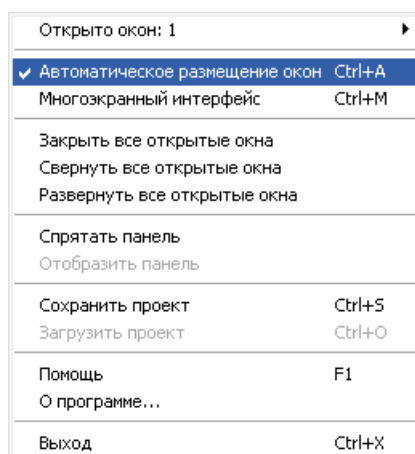 Открыто окон: 1
Автоматическое размещение окон Ctrl+A
Многоэкранный интерфейс Ctrl+M
Закрыть все открытые окна
Свернуть все открытые окна
Развернуть все открытые окна
Спрятать панель
Отобразить панель
Сохранить проект Ctrl+S
Загрузить проект Ctrl+O
Помощь F1
О программе...
Выход Ctrl+X